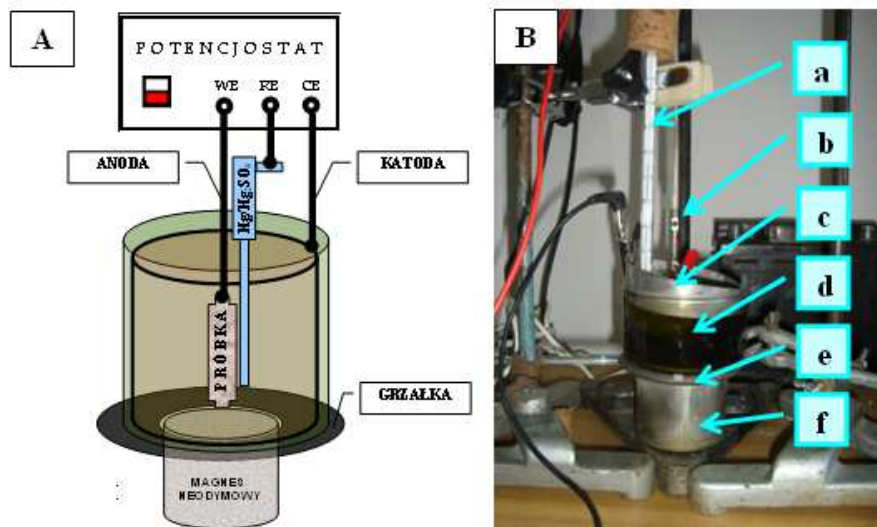 A
POTENCJOSTAT
WE RE CE
ANODA
KATODA
Hg/Hg₂SO₄
PRÓBKA
GRZAŁKA
MAGNES
NEODYMOWY
B
a
b
c
d
e
f